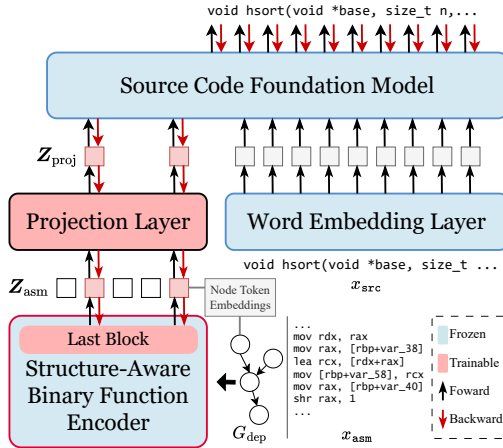 void hsort(void *base, size_t n,...
Source Code Foundation Model
Z_proj
Projection Layer
Word Embedding Layer
void hsort(void *base, size_t ...
x_src
Z_asm
Node Token
Embeddings
Last Block
Structure-Aware
Binary Function
Encoder
G_dep
...
mov rdx, rax
mov rax, [rbp+var_38]
lea rcx, [rdx+rax]
mov [rbp+var_58], rcx
mov rax, [rbp+var_40]
shr rax, 1
...
x_asm
Frozen
Trainable
Foward
Backward